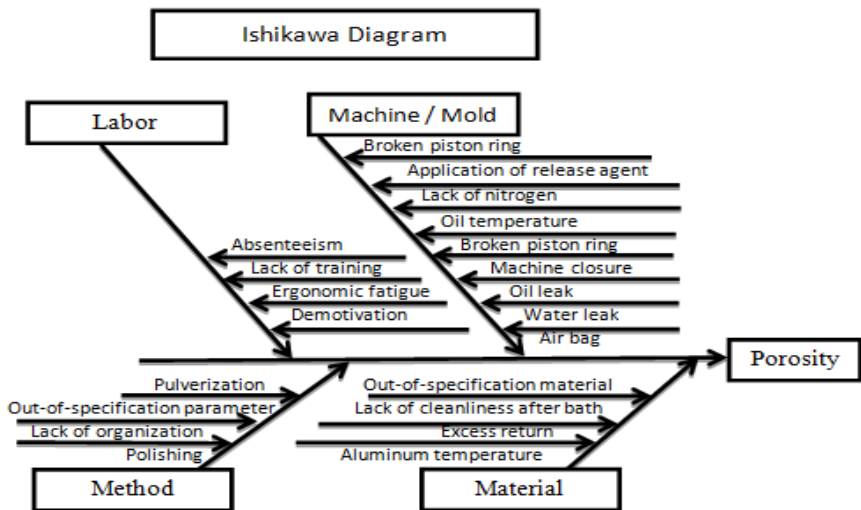 Ishikawa Diagram
Labor
Machine / Mold
Broken piston ring
Application of release agent
Lack of nitrogen
Oil temperature
Broken piston ring
Machine closure
Oil leak
Water leak
Air bag
Absenteeism
Lack of training
Ergonomic fatigue
Demotivation
Porosity
Pulverization
Out-of-specification parameter
Lack of organization
Polishing
Out-of-specification material
Lack of cleanliness after bath
Excess return
Aluminum temperature
Method
Material